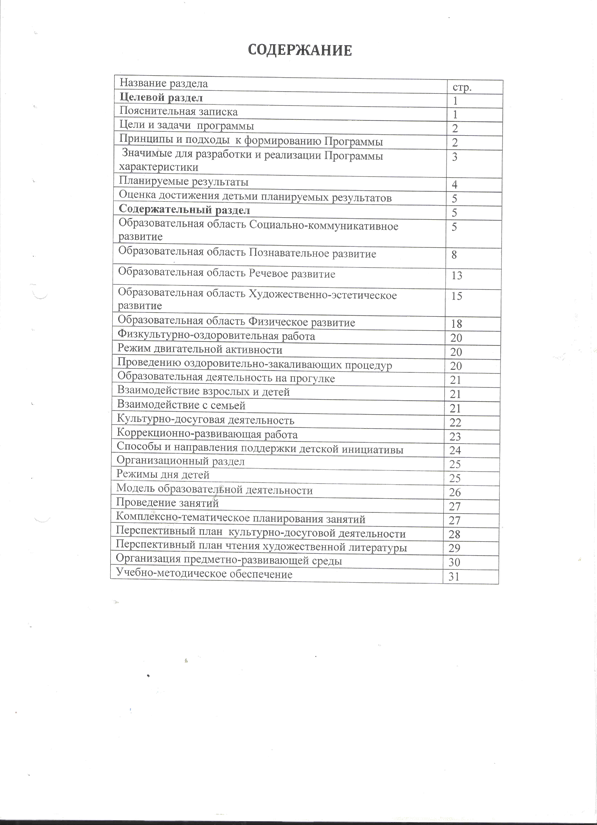 СОДЕРЖАНИЕ
Название раздела стр.
Целевой раздел 1
Пояснительная записка 1
Цели и задачи программы 2
Принципы и подходы к формированию Программы 2
Значимые для разработки и реализации Программы 3
характеристики
Планируемые результаты 4
Оценка достижения детьми планируемых результатов 5
Содержательный раздел 5
Образовательная область Социально-коммуникативное 5
развитие
Образовательная область Познавательное развитие 8
Образовательная область Речевое развитие 13
Образовательная область Художественно-эстетическое 15
развитие
Образовательная область Физическое развитие 18
Физкультурно-оздоровительная работа 20
Режим двигательной активности 20
Проведению оздоровительно-закаливающих процедур 20
Образовательная деятельность на прогулке 21
Взаимодействие взрослых и детей 21
Взаимодействие с семьей 21
Культурно-досуговая деятельность 22
Коррекционно-развивающая работа 23
Способы и направления поддержки детской инициативы 24
Организационный раздел 25
Режимы дня детей 25
Модель образовательной деятельности 26
Проведение занятий 27
Комплексно-тематическое планирования занятий 27
Перспективный план культурно-досуговой деятельности 28
Перспективный план чтения художественной литературы 29
Организация предметно-развивающей среды 30
Учебно-методическое обеспечение 31